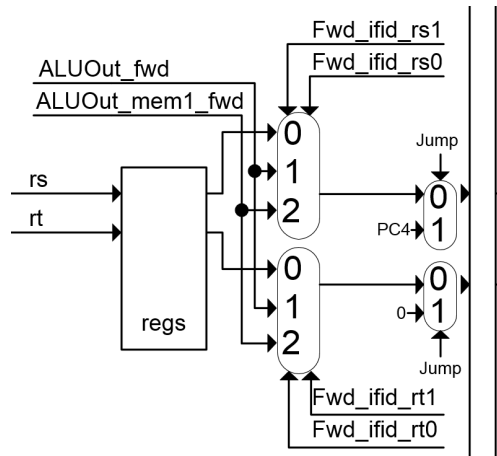 Fwd_ifid_rs1
Fwd_ifid_rs0
ALUOut_fwd
ALUOut_mem1_fwd
0
1
2
Jump
rs
0
PC4
1
rt
0
1
2
0
0
1
regs
Jump
Fwd_ifid_rt1
Fwd_ifid_rt0